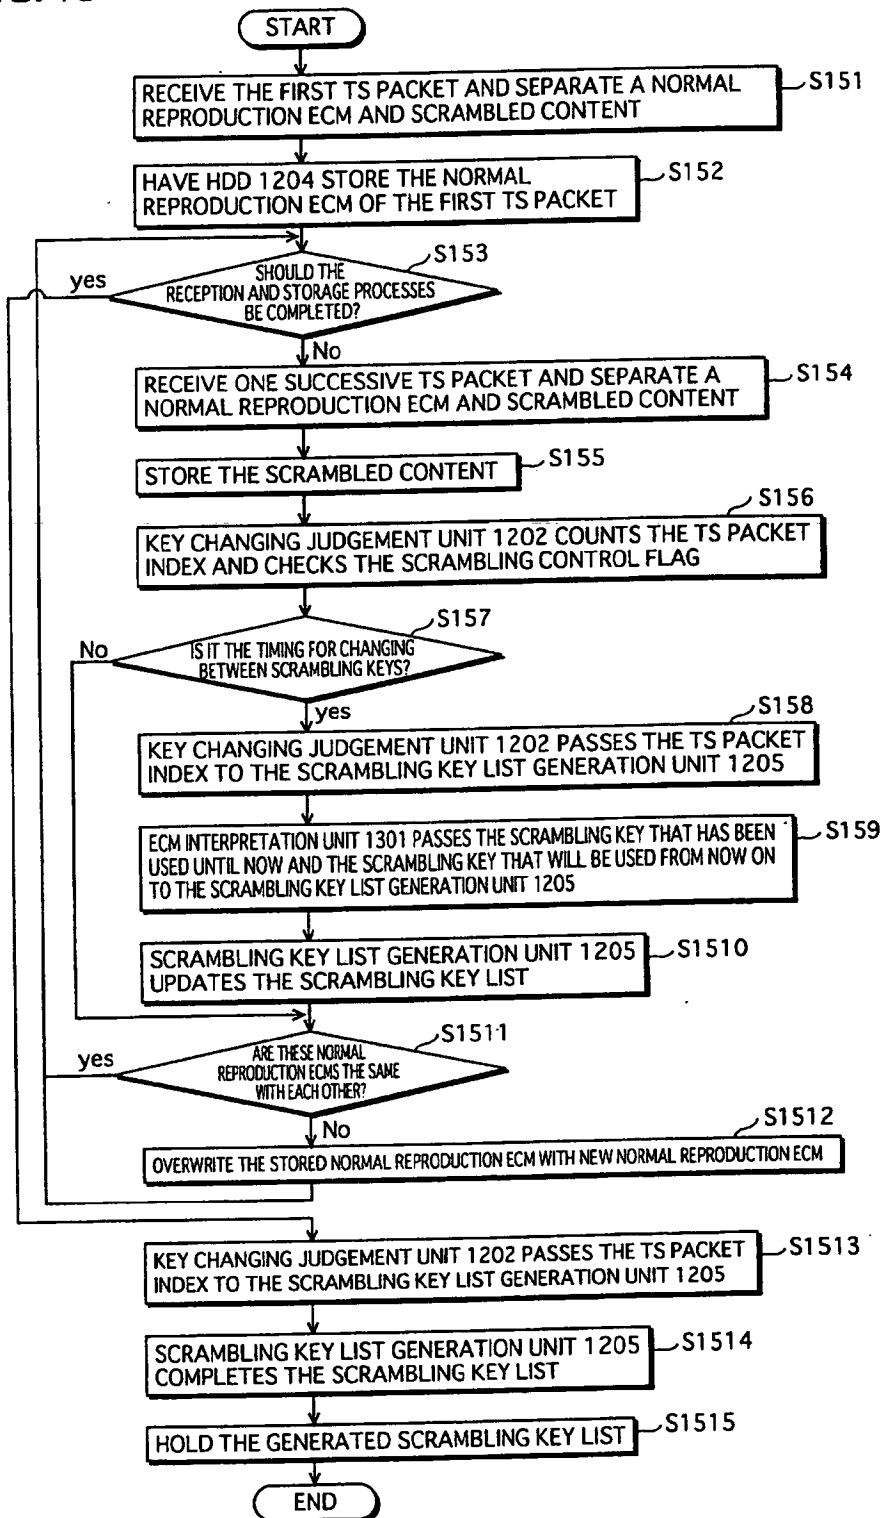 START
RECEIVE THE FIRST TS PACKET AND SEPARATE A NORMAL
REPRODUCTION ECM AND SCRAMBLED CONTENT
S151
HAVE HDD 1204 STORE THE NORMAL
REPRODUCTION ECM OF THE FIRST TS PACKET
S152
S153
yes
SHOULD THE
RECEPTION AND STORAGE PROCESSES
BE COMPLETED?
No
RECEIVE ONE SUCCESSIVE TS PACKET AND SEPARATE A
NORMAL REPRODUCTION ECM AND SCRAMBLED CONTENT
S154
STORE THE SCRAMBLED CONTENT
S155
S156
KEY CHANGING JUDGEMENT UNIT 1202 COUNTS THE TS PACKET
INDEX AND CHECKS THE SCRAMBLING CONTROL FLAG
S157
No
IS IT THE TIMING FOR CHANGING
BETWEEN SCRAMBLING KEYS?
yes
S158
KEY CHANGING JUDGEMENT UNIT 1202 PASSES THE TS PACKET
INDEX TO THE SCRAMBLING KEY LIST GENERATION UNIT 1205
ECM INTERPRETATION UNIT 1301 PASSES THE SCRAMBLING KEY THAT HAS BEEN
USED UNTIL NOW AND THE SCRAMBLING KEY THAT WILL BE USED FROM NOW ON
TO THE SCRAMBLING KEY LIST GENERATION UNIT 1205
S159
SCRAMBLING KEY LIST GENERATION UNIT 1205
UPDATES THE SCRAMBLING KEY LIST
S1510
S1511
yes
ARE THESE NORMAL
REPRODUCTION ECMS THE SAME
WITH EACH OTHER?
No
S1512
OVERWRITE THE STORED NORMAL REPRODUCTION ECM WITH NEW NORMAL REPRODUCTION ECM
KEY CHANGING JUDGEMENT UNIT 1202 PASSES THE TS PACKET
INDEX TO THE SCRAMBLING KEY LIST GENERATION UNIT 1205
S1513
SCRAMBLING KEY LIST GENERATION UNIT 1205
COMPLETES THE SCRAMBLING KEY LIST
S1514
HOLD THE GENERATED SCRAMBLING KEY LIST
S1515
END